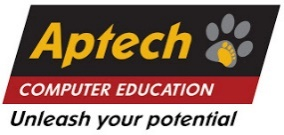 Aptech
COMPUTER EDUCATION
Unleash your potential